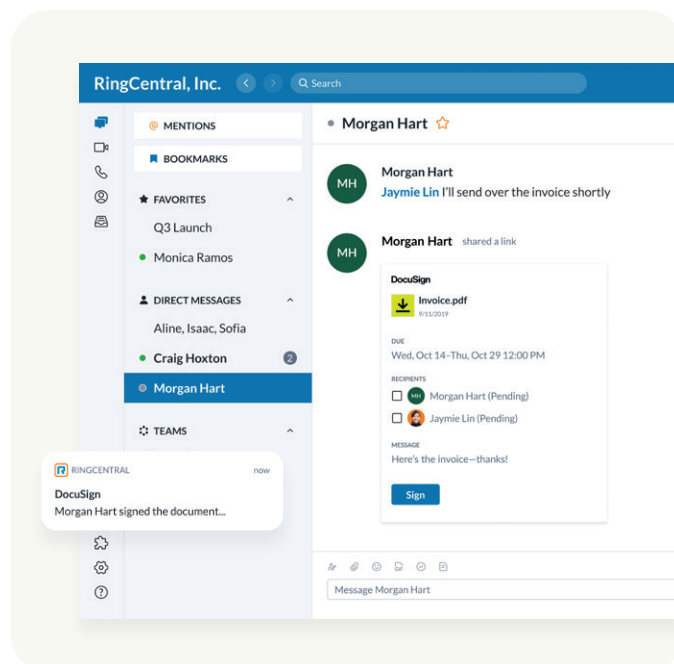 RingCentral, Inc.
Search
@ MENTIONS
BOOKMARKS
FAVORITES
Q3 Launch
Monica Ramos
DIRECT MESSAGES
Aline, Isaac, Sofia
Craig Hoxton 2
Morgan Hart
TEAMS
RINGCENTRAL now
DocuSign
Morgan Hart signed the document...
Morgan Hart
MH
Morgan Hart
Jaymie Lin I'll send over the invoice shortly
MH
Morgan Hart shared a link
DocuSign
Invoice.pdf
9/11/2019
DUE
Wed, Oct 14–Thu, Oct 29 12:00 PM
RECIPIENTS
MH Morgan Hart (Pending)
Jaymie Lin (Pending)
MESSAGE
Here's the invoice—thanks!
Sign
Message Morgan Hart